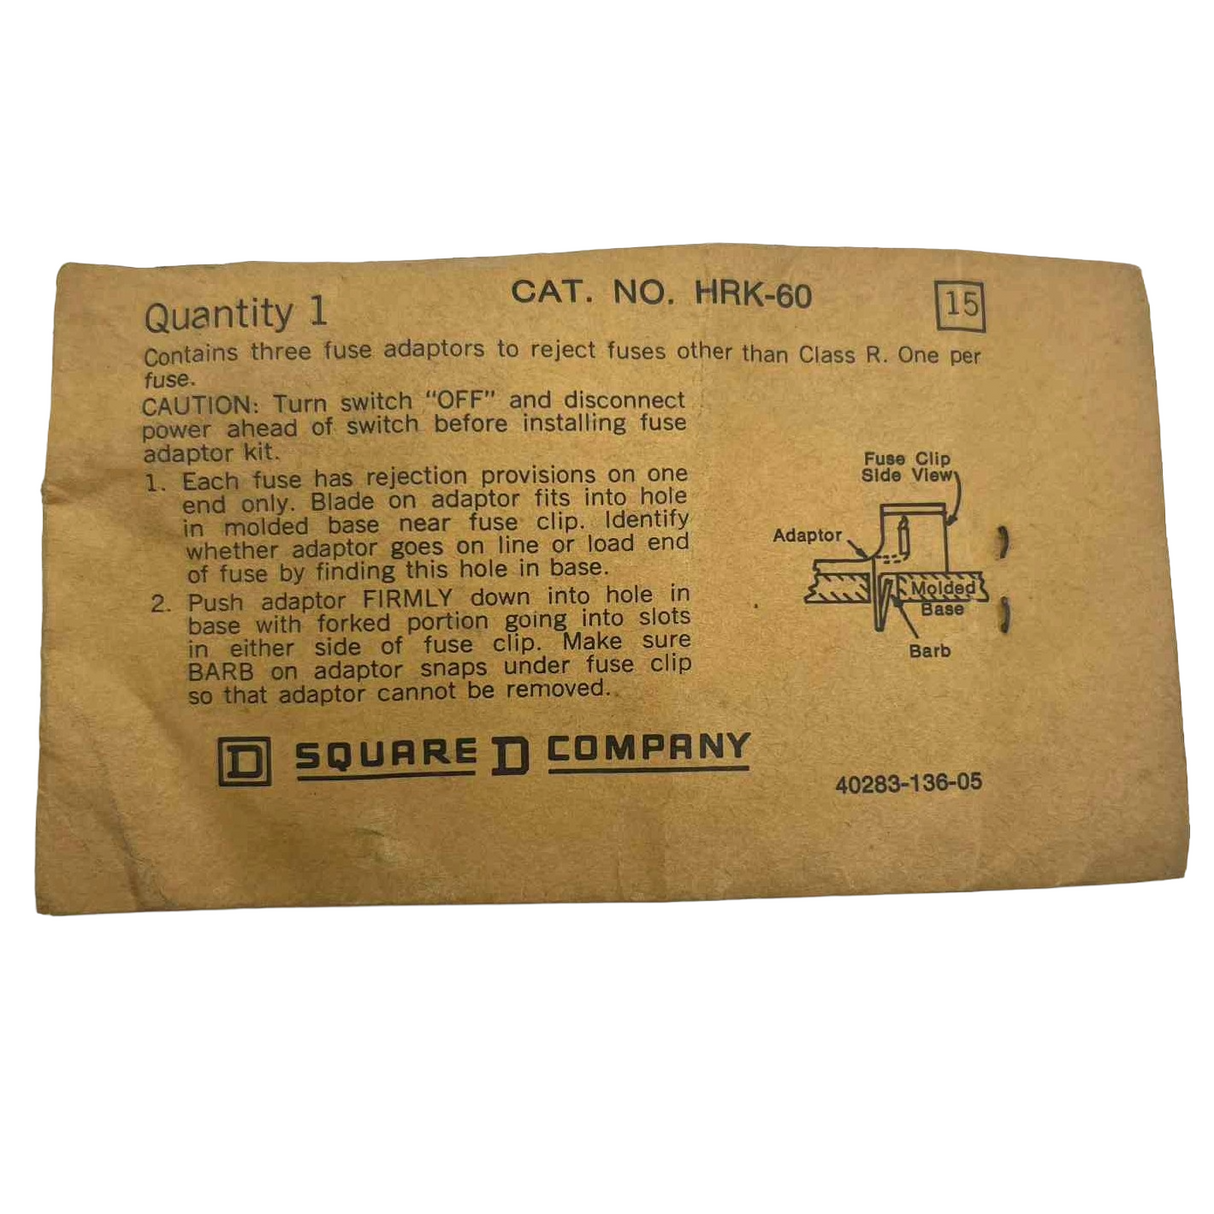 Quantity 1
CAT. NO. HRK-60
15
Contains three fuse adaptors to reject fuses other than Class R. One per
fuse.
CAUTION: Turn switch "OFF" and disconnect
power ahead of switch before installing fuse
adaptor kit.
1. Each fuse has rejection provisions on one
end only. Blade on adaptor fits into hole
in molded base near fuse clip. Identify
whether adaptor goes on line or load end
of fuse by finding this hole in base.
2. Push adaptor FIRMLY down into hole in
base with forked portion going into slots
in either side of fuse clip. Make sure
BARB on adaptor snaps under fuse clip
so that adaptor cannot be removed.
Fuse Clip
Side View
Adaptor
Molded
Base
Barb
D SQUARE D COMPANY
40283-136-05